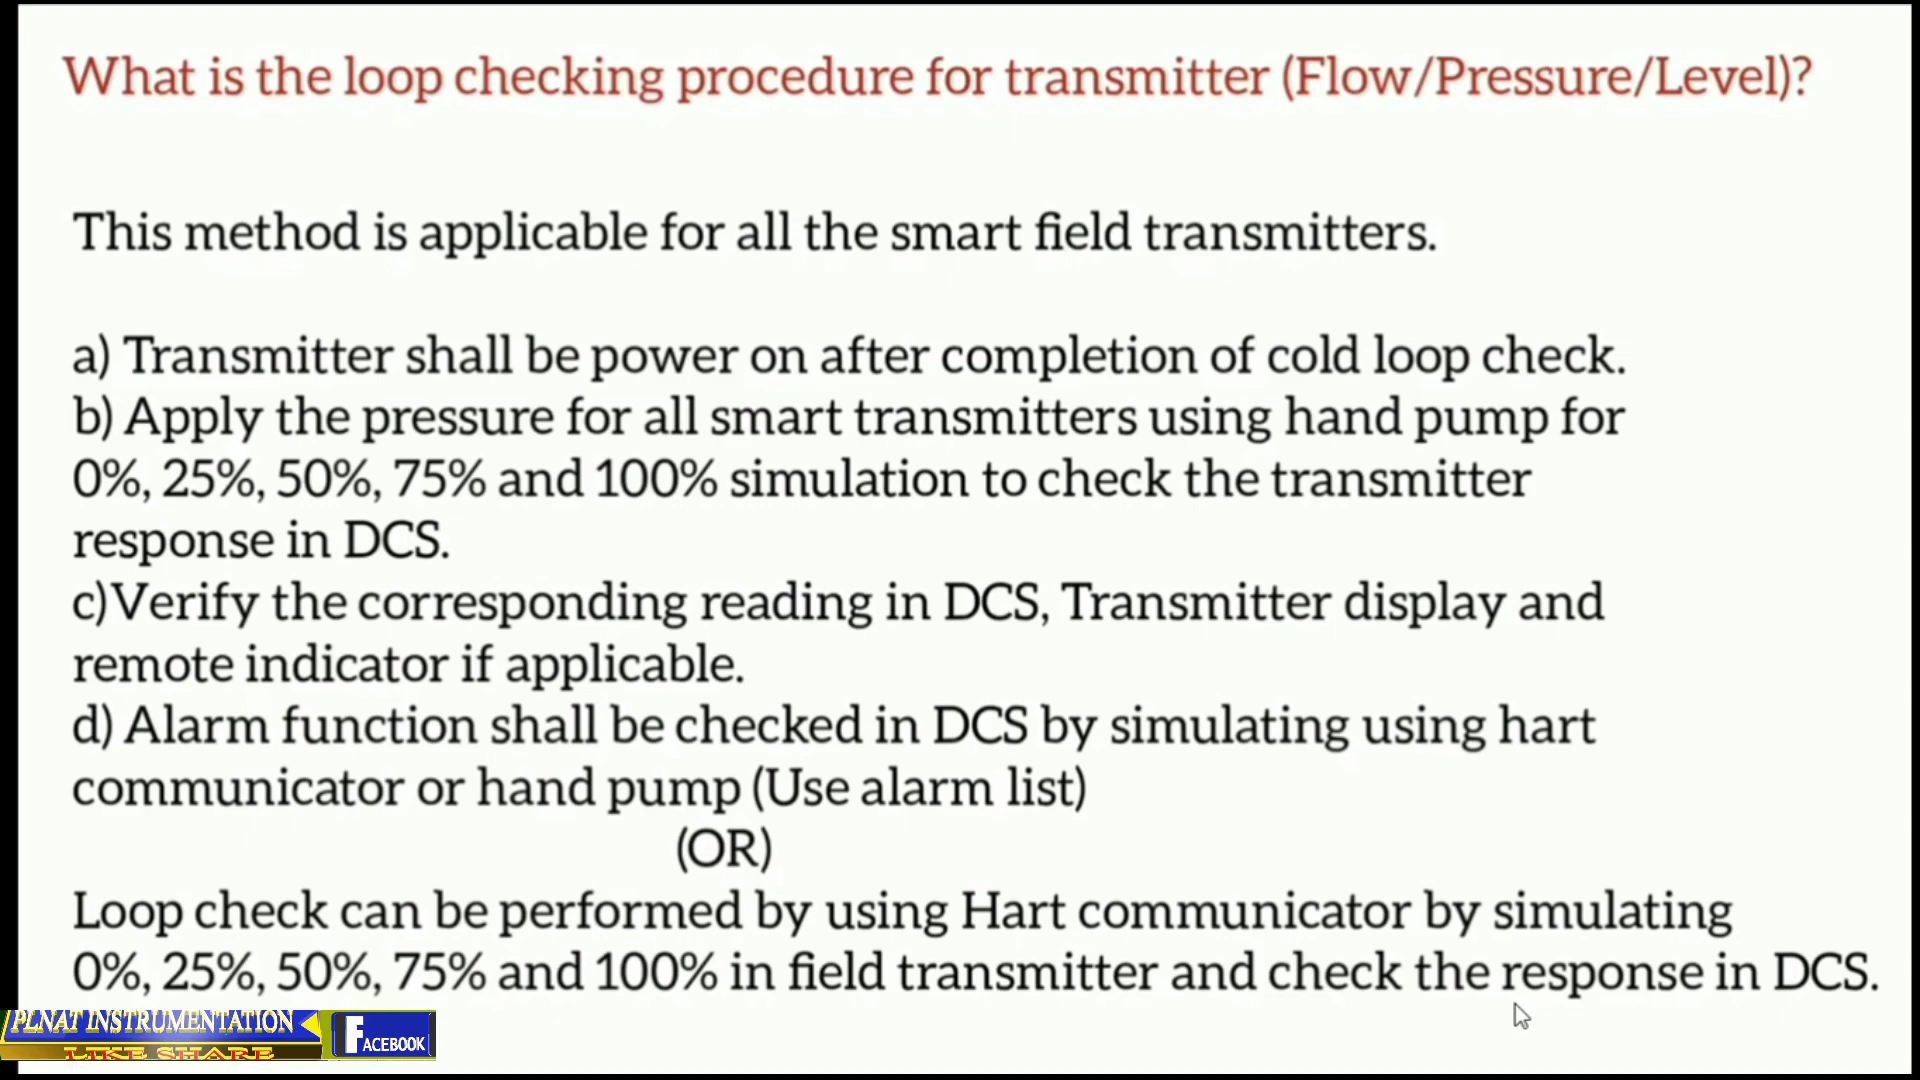 What is the loop checking procedure for transmitter (Flow/Pressure/Level)?
This method is applicable for all the smart field transmitters.
a) Transmitter shall be power on after completion of cold loop check.
b) Apply the pressure for all smart transmitters using hand pump for
0%, 25%, 50%, 75% and 100% simulation to check the transmitter
response in DCS.
c)Verify the corresponding reading in DCS, Transmitter display and
remote indicator if applicable.
d) Alarm function shall be checked in DCS by simulating using hart
communicator or hand pump (Use alarm list)
(OR)
Loop check can be performed by using Hart communicator by simulating
0%, 25%, 50%, 75% and 100% in field transmitter and check the response in DCS.
PLNAT INSTRUMENTATION
LIKE SHARE
FACEBOOK